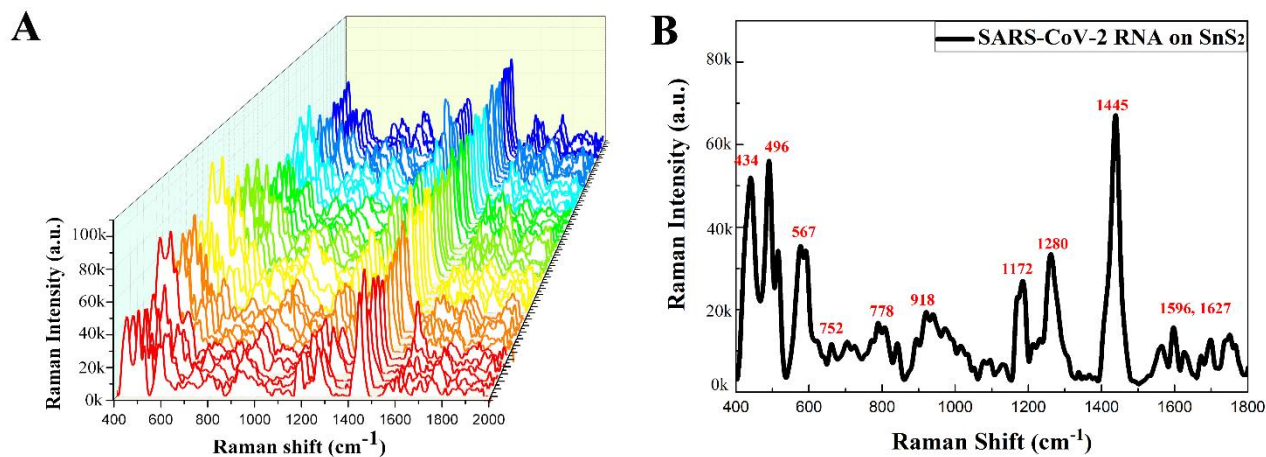 A
Raman Intensity (a.u.)
100k
80k
60k
40k
20k
0k
400 600 800 1000 1200 1400 1600 1800 2000
Raman shift (cm⁻¹)
B
SARS-CoV-2 RNA on SnS₂
Raman Intensity (a.u.)
80k
60k
40k
20k
0k
434
496
567
752
778
918
1172
1280
1445
1596, 1627
400 600 800 1000 1200 1400 1600 1800
Raman Shift (cm⁻¹)